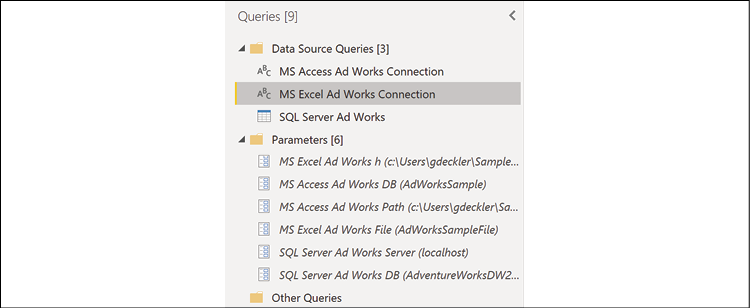 Queries [9]
Data Source Queries [3]
ABC MS Access Ad Works Connection
ABC MS Excel Ad Works Connection
SQL Server Ad Works
Parameters [6]
MS Excel Ad Works h (c:\Users\gdeckler\Sample...
MS Access Ad Works DB (AdWorksSample)
MS Access Ad Works Path (c:\Users\gdeckler\Sa...
MS Excel Ad Works File (AdWorksSampleFile)
SQL Server Ad Works Server (localhost)
SQL Server Ad Works DB (AdventureWorksDW2...
Other Queries